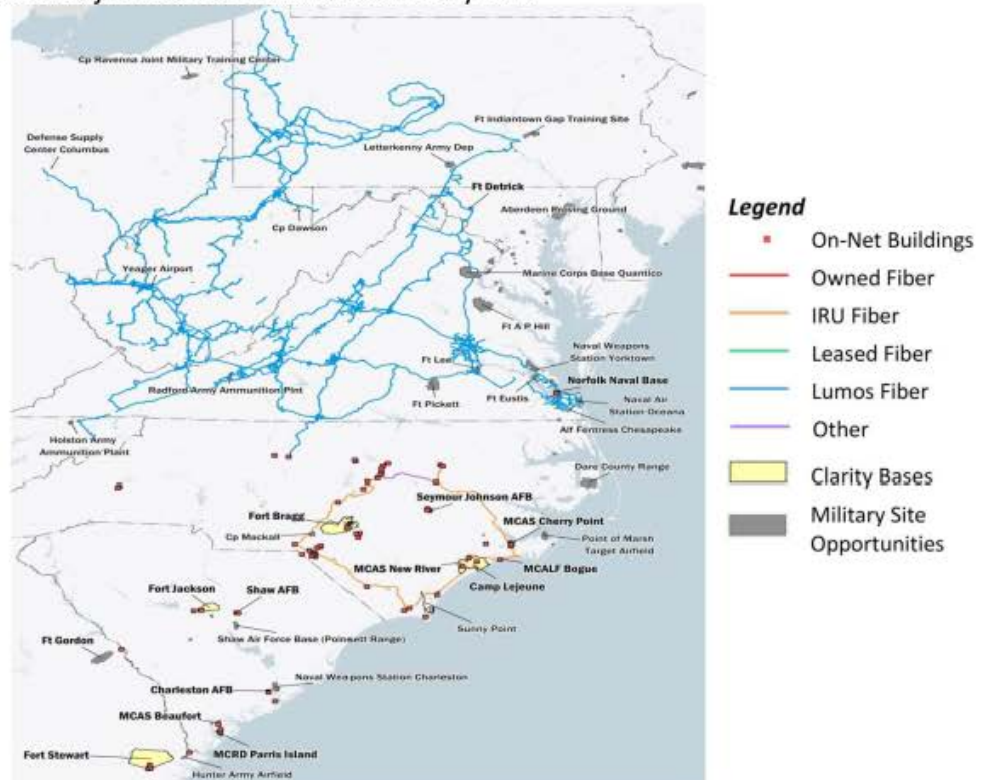 Cp Ravenna Joint Military Training Center
Ft Indiantown Gap Training Site
Defense Supply
Center Columbus
Letterkenny Army Dep
Ft Detrick
Aberdeen Proving Ground
Cp Dawson
Yeager Airport
Marine Corps Base Quantico
Ft A P Hill
Naval Weapons
Station Yorktown
Ft Lee
Norfolk Naval Base
Radford Army Ammunition Plnt
Ft Pickett
Ft Eustis
Naval Air
Station Oceana
Alf Fentress Chesapeake
Holston Army
Ammunition Plant
Dare County Range
Seymour Johnson AFB
Fort Bragg
MCAS Cherry Point
Cp Mackall
Point of Marsh
Target Airfield
MCAS New River
MCALF Bogue
Camp Lejeune
Fort Jackson
Shaw AFB
Sunny Point
Shaw Air Force Base (Poinsett Range)
Ft Gordon
Naval Weapons Station Charleston
Charleston AFB
MCAS Beaufort
Fort Stewart
MCRD Parris Island
Hunter Army Airfield
Legend
On-Net Buildings
Owned Fiber
IRU Fiber
Leased Fiber
Lumos Fiber
Other
Clarity Bases
Military Site
Opportunities